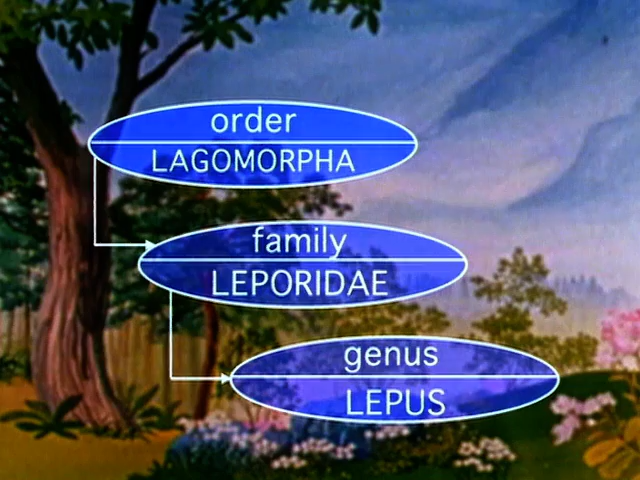 order
LAGOMORPHA
family
LEPORIDAE
genus
LEPUS